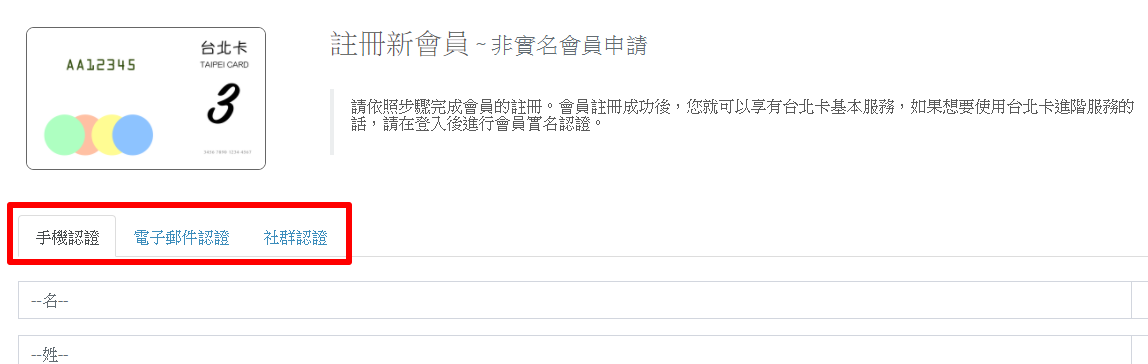 台北卡
TAIPEI CARD
AA12345
3
註冊新會員 ~ 非實名會員申請
請依照步驟完成會員的註冊。會員註冊成功後，您就可以享有台北卡基本服務，如果想要使用台北卡進階服務的
話，請在登入後進行會員實名認證。
手機認證 電子郵件認證 社群認證
--名--
--姓--